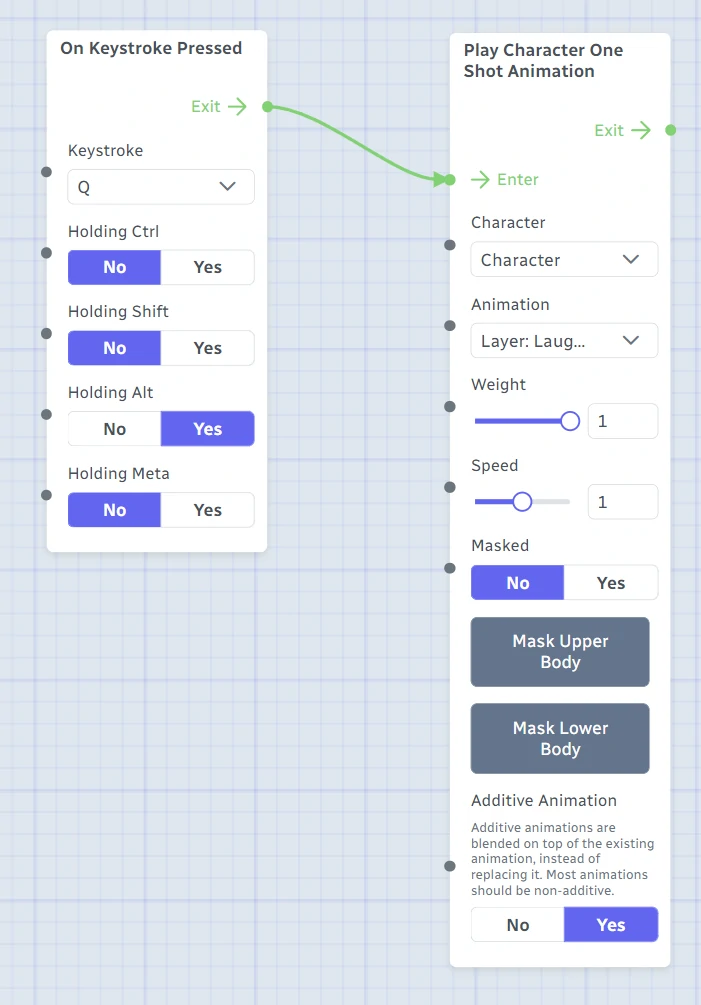 On Keystroke Pressed
Exit
Keystroke
Q
Holding Ctrl
No Yes
Holding Shift
No Yes
Holding Alt
No Yes
Holding Meta
No Yes
Play Character One
Shot Animation
Exit
Enter
Character
Character
Animation
Layer: Laug...
Weight
1
Speed
1
Masked
No Yes
Mask Upper
Body
Mask Lower
Body
Additive Animation
Additive animations are
blended on top of the existing
animation, instead of
replacing it. Most animations
should be non-additive.
No Yes